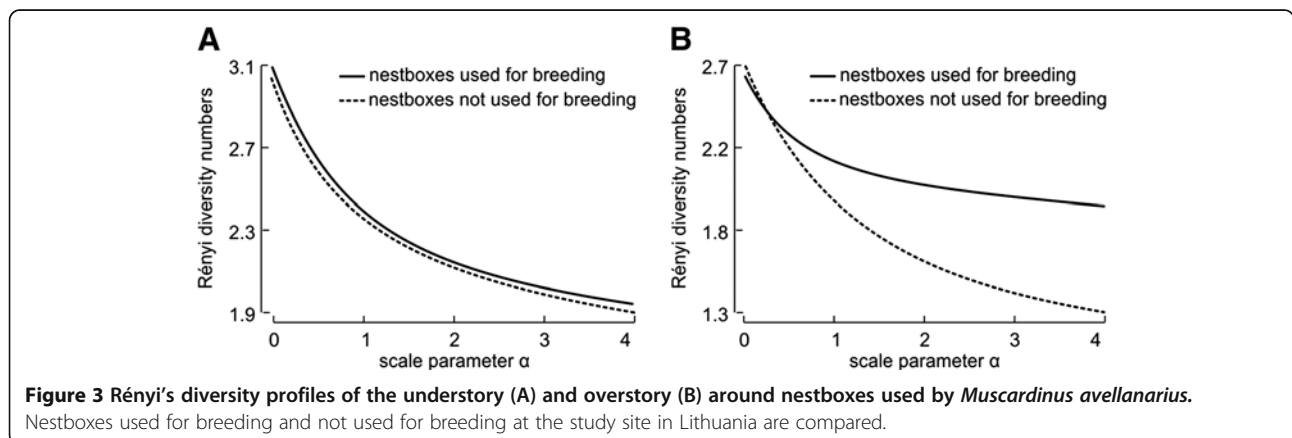 A
3.1
2.7
2.3
1.9
Rényi diversity numbers
nestboxes used for breeding
nestboxes not used for breeding
0 1 2 3 4
scale parameter α
B
2.7
2.2
1.8
1.3
Rényi diversity numbers
nestboxes used for breeding
nestboxes not used for breeding
0 1 2 3 4
scale parameter α
Figure 3 Rényi's diversity profiles of the understory (A) and overstory (B) around nestboxes used by Muscardinus avellanarius.
Nestboxes used for breeding and not used for breeding at the study site in Lithuania are compared.